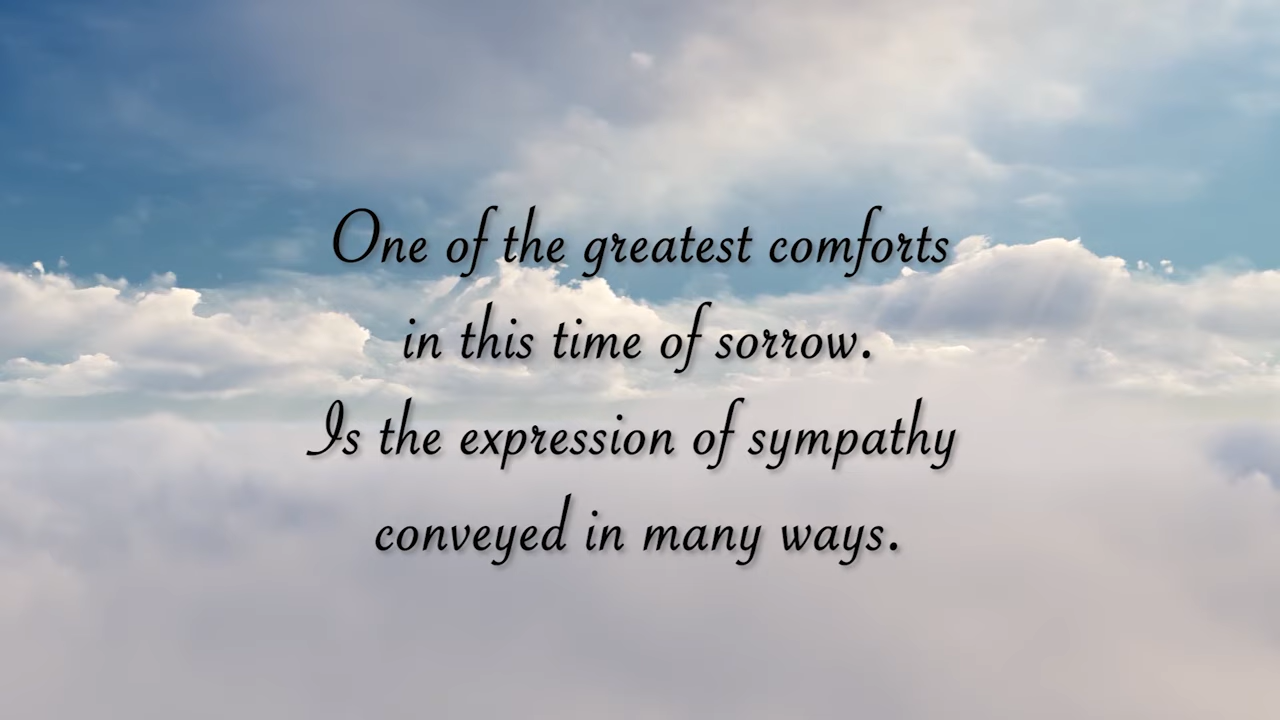 One of the greatest comforts
in this time of sorrow.
Is the expression of sympathy
conveyed in many ways.